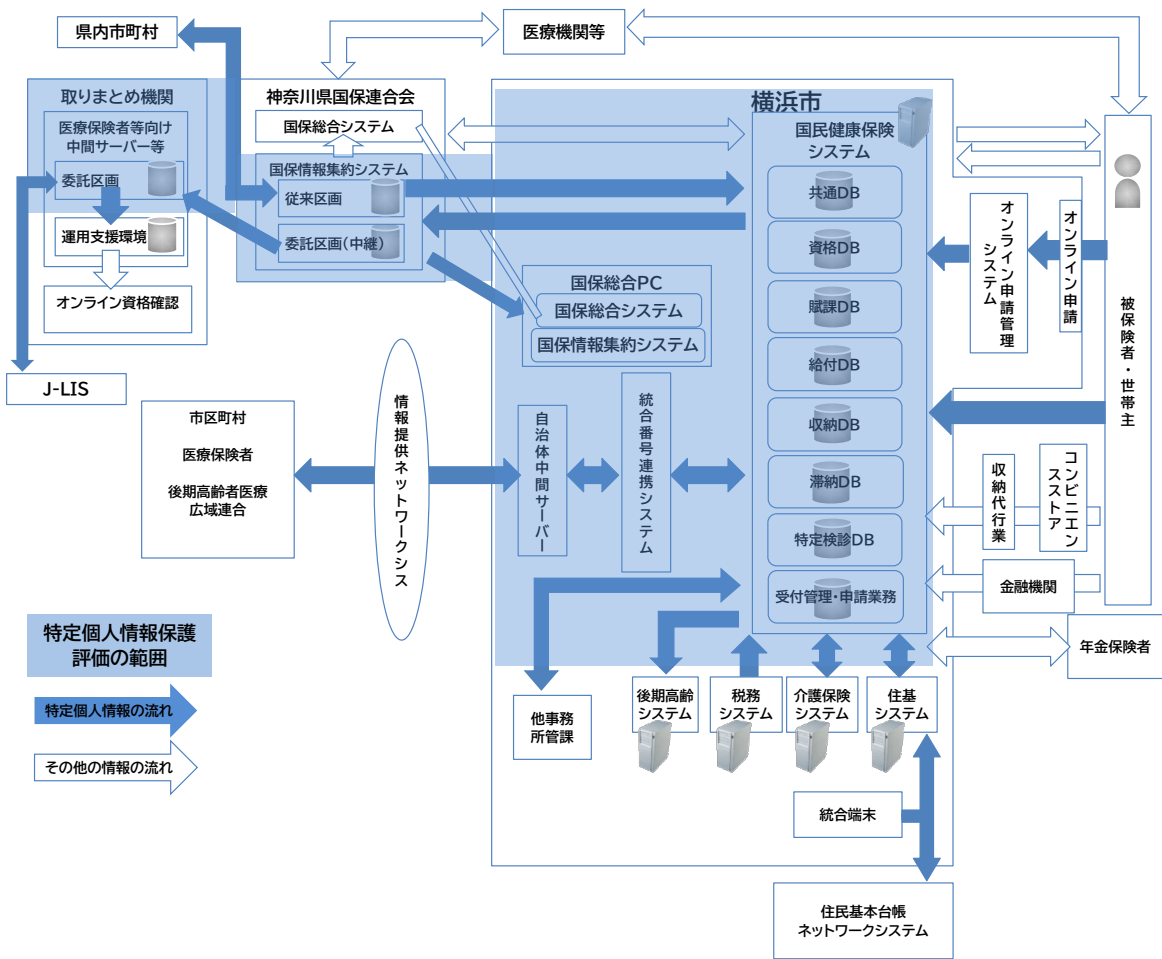 県内市町村
医療機関等
取りまとめ機関
医療保険者等向け
中間サーバー等
委託区画
運用支援環境
オンライン資格確認
J-LIS
神奈川県国保連合会
国保総合システム
国保情報集約システム
従来区画
委託区画(中継)
横浜市
国民健康保険
システム
共通DB
資格DB
賦課DB
給付DB
収納DB
滞納DB
特定検診DB
受付管理・申請業務
国保総合PC
国保総合システム
国保情報集約システム
オンライン申請管理
システム
オンライン申請
被保険者・世帯主
市区町村
医療保険者
後期高齢者医療
広域連合
情報提供ネットワークシス
自治体中間サーバー
統合番号連携システム
収納代行業
コンビニエン
スストア
金融機関
年金保険者
特定個人情報保護
評価の範囲
特定個人情報の流れ
その他の情報の流れ
他事務
所管課
後期高齢
システム
税務
システム
介護保険
システム
住基
システム
統合端末
住民基本台帳
ネットワークシステム